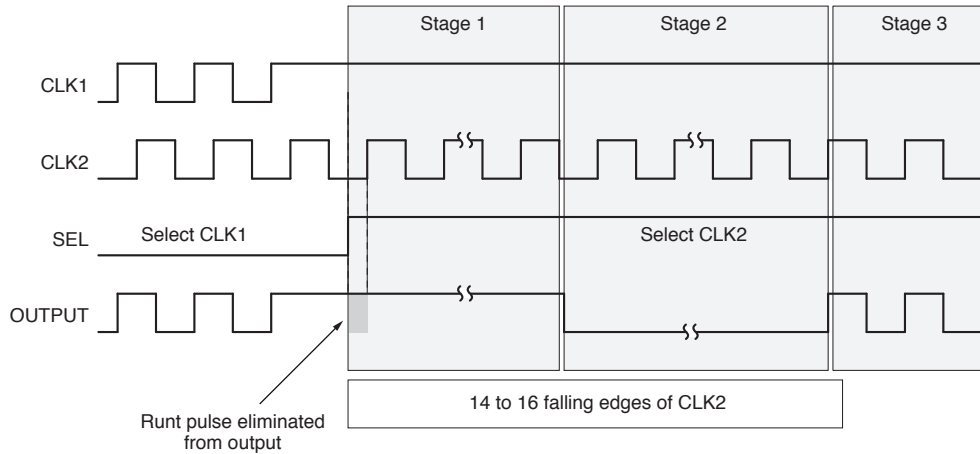 Stage 1
Stage 2
Stage 3
CLK1
CLK2
SEL
Select CLK1
Select CLK2
OUTPUT
14 to 16 falling edges of CLK2
Runt pulse eliminated
from output